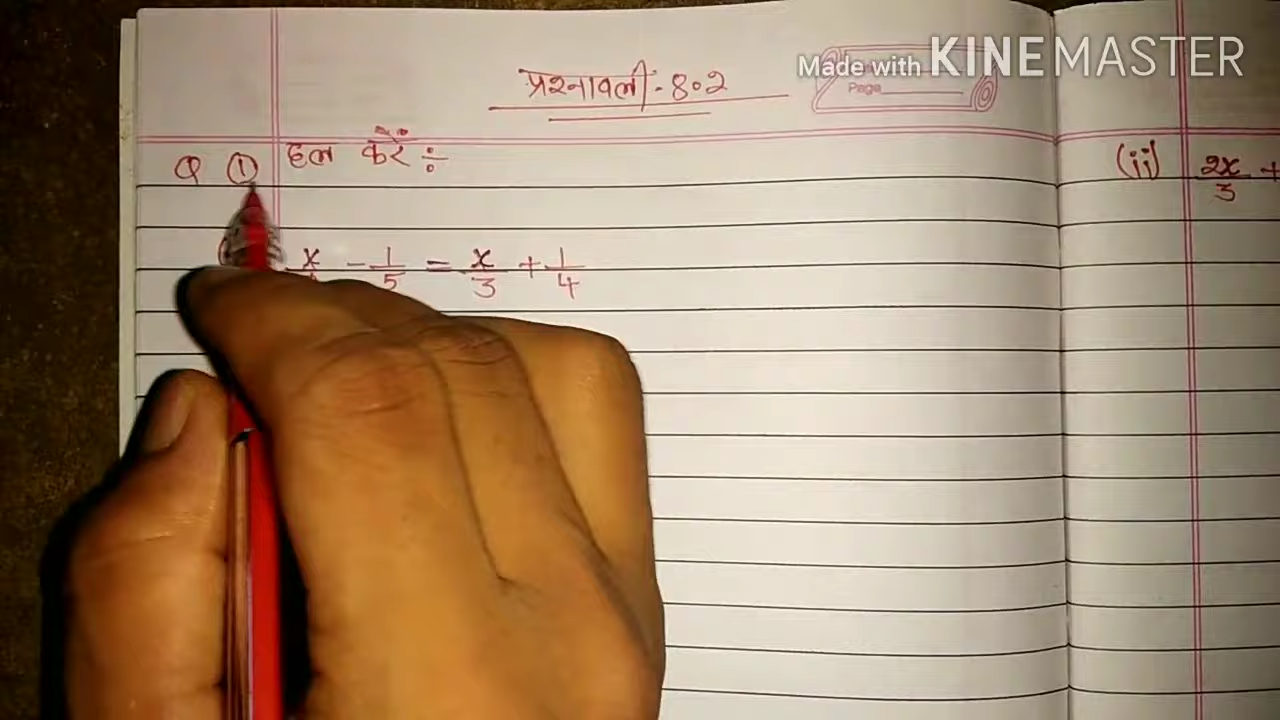 Made with KINEMASTER
प्रश्नावली:- 8.2
Page
Q ① हल करें ÷
x - 1/5 = x/3 + 1/4
(ii) 2x/3 +